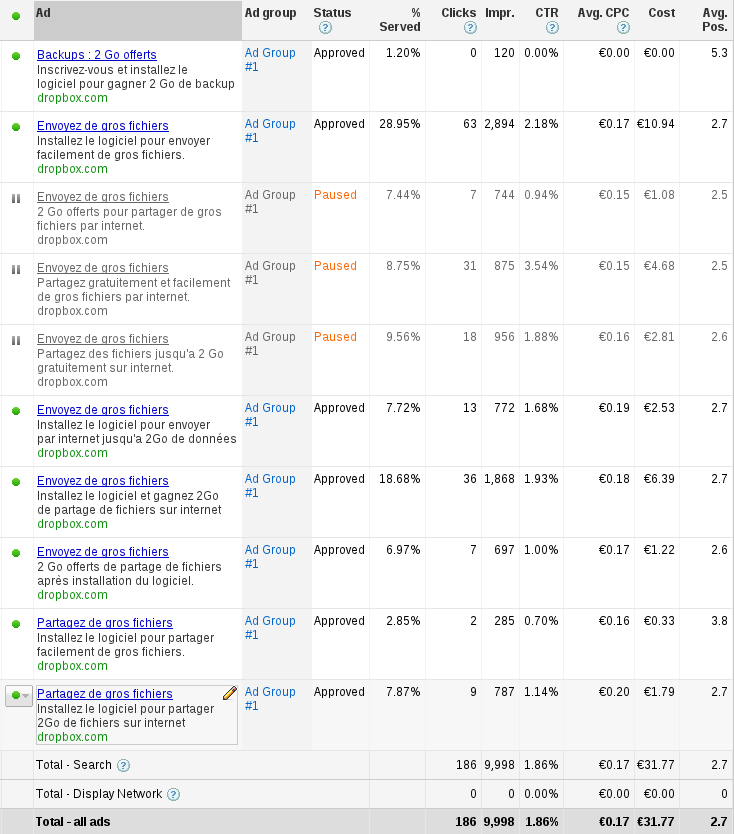 Ad Ad group Status % Served Clicks Impr. CTR Avg. CPC Cost Avg. Pos.
Backups : 2 Go offerts Ad Group #1 Approved 1.20% 0 120 0.00% €0.00 €0.00 5.3
Inscrivez-vous et installez le
logiciel pour gagner 2 Go de backup
dropbox.com
Envoyez de gros fichiers Ad Group #1 Approved 28.95% 63 2,894 2.18% €0.17 €10.94 2.7
Installez le logiciel pour envoyer
facilement de gros fichiers.
dropbox.com
Envoyez de gros fichiers Ad Group #1 Paused 7.44% 7 744 0.94% €0.15 €1.08 2.5
2 Go offerts pour partager de gros
fichiers par internet.
dropbox.com
Envoyez de gros fichiers Ad Group #1 Paused 8.75% 31 875 3.54% €0.15 €4.68 2.5
Partagez gratuitement et facilement
de gros fichiers par internet.
dropbox.com
Envoyez de gros fichiers Ad Group #1 Paused 9.56% 18 956 1.88% €0.16 €2.81 2.6
Partagez des fichiers jusqu'a 2 Go
gratuitement sur internet.
dropbox.com
Envoyez de gros fichiers Ad Group #1 Approved 7.72% 13 772 1.68% €0.19 €2.53 2.7
Installez le logiciel pour envoyer
par internet jusqu'a 2Go de données
dropbox.com
Envoyez de gros fichiers Ad Group #1 Approved 18.68% 36 1,868 1.93% €0.18 €6.39 2.7
Installez le logiciel et gagnez 2Go
de partage de fichiers sur internet
dropbox.com
Envoyez de gros fichiers Ad Group #1 Approved 6.97% 7 697 1.00% €0.17 €1.22 2.6
2 Go offerts de partage de fichiers
après installation du logiciel.
dropbox.com
Partagez de gros fichiers Ad Group #1 Approved 2.85% 2 285 0.70% €0.16 €0.33 3.8
Installez le logiciel pour partager
facilement de gros fichiers.
dropbox.com
Partagez de gros fichiers Ad Group #1 Approved 7.87% 9 787 1.14% €0.20 €1.79 2.7
Installez le logiciel pour partager
2Go de fichiers sur internet
dropbox.com
Total - Search 186 9,998 1.86% €0.17 €31.77 2.7
Total - Display Network 0 0 0.00% €0.00 €0.00 0
Total - all ads 186 9,998 1.86% €0.17 €31.77 2.7